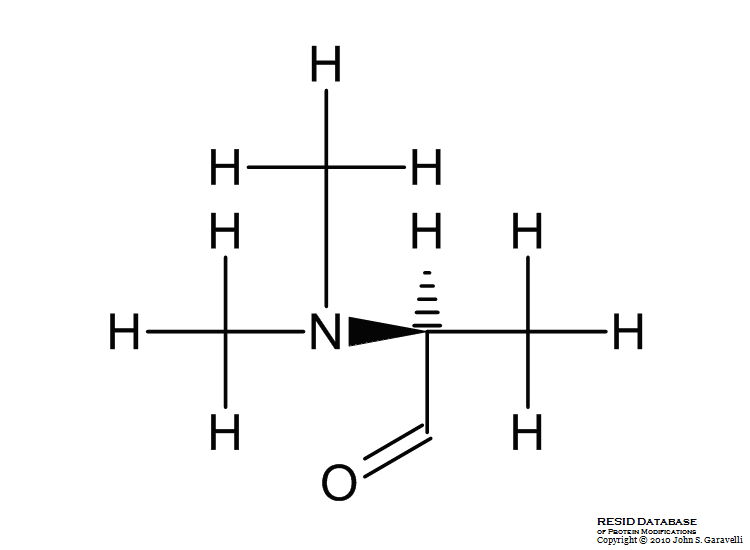 H
H H
H H H
H N H
H H
O
RESID DATABASE
OF PROTEIN MODIFICATIONS
Copyright © 2010 John S. Garavelli